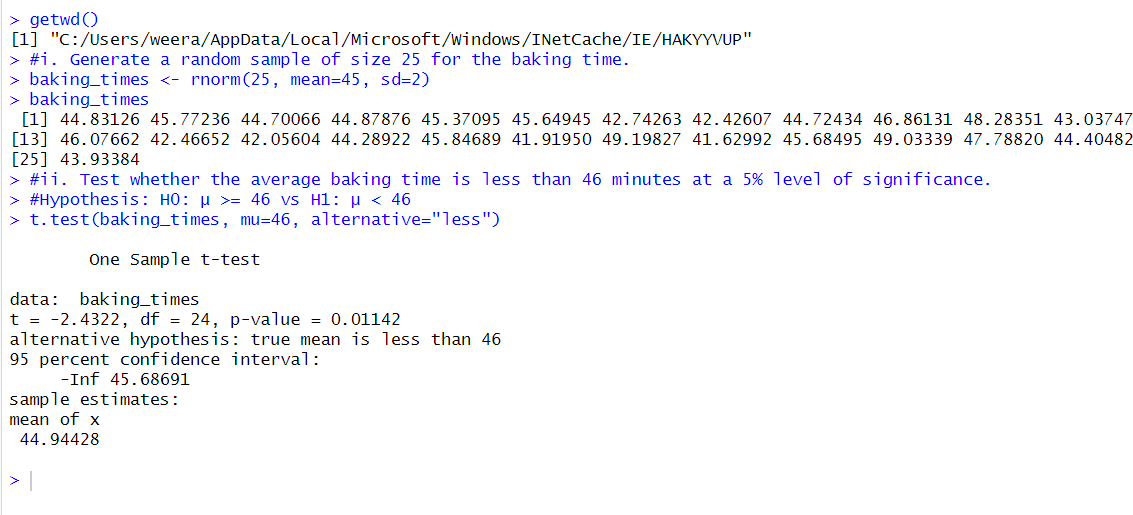 > getwd()
[1] "C:/Users/weera/AppData/Local/Microsoft/Windows/INetCache/IE/HAKYYVUP"
> #i. Generate a random sample of size 25 for the baking time.
> baking_times <- rnorm(25, mean=45, sd=2)
> baking_times
[1] 44.83126 45.77236 44.70066 44.87876 45.37095 45.64945 42.74263 42.42607 44.72434 46.86131 48.28351 43.03747
[13] 46.07662 42.46652 42.05604 44.28922 45.84689 41.91950 49.19827 41.62992 45.68495 49.03339 47.78820 44.40482
[25] 43.93384
> #ii. Test whether the average baking time is less than 46 minutes at a 5% level of significance.
> #Hypothesis: H0: μ >= 46 vs H1: μ < 46
> t.test(baking_times, mu=46, alternative="less")
One Sample t-test
data:  baking_times
t = -2.4322, df = 24, p-value = 0.01142
alternative hypothesis: true mean is less than 46
95 percent confidence interval:
-Inf 45.68691
sample estimates:
mean of x
44.94428
>